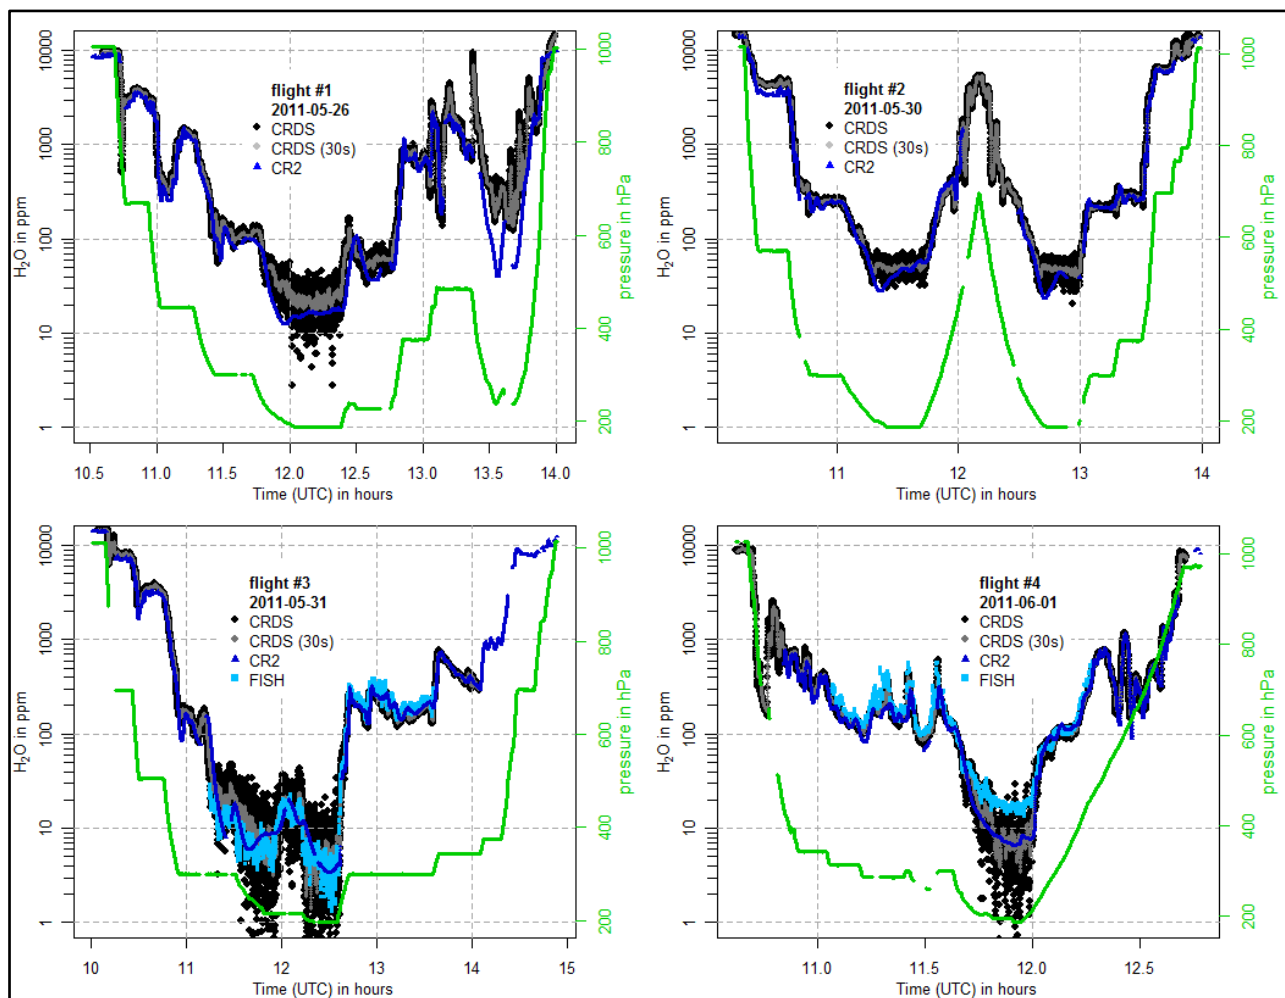 flight #1
2011-05-26
CRDS
CRDS (30s)
CR2
H₂O in ppm
1 10 100 1000 10000
pressure in hPa
200 400 600 800 1000
10.5 11.0 11.5 12.0 12.5 13.0 13.5 14.0
Time (UTC) in hours
flight #2
2011-05-30
CRDS
CRDS (30s)
CR2
H₂O in ppm
1 10 100 1000 10000
pressure in hPa
200 400 600 800 1000
11 12 13 14
Time (UTC) in hours
flight #3
2011-05-31
CRDS
CRDS (30s)
CR2
FISH
H₂O in ppm
1 10 100 1000 10000
pressure in hPa
200 400 600 800 1000
10 11 12 13 14 15
Time (UTC) in hours
flight #4
2011-06-01
CRDS
CRDS (30s)
CR2
FISH
H₂O in ppm
1 10 100 1000 10000
pressure in hPa
200 400 600 800 1000
11.0 11.5 12.0 12.5
Time (UTC) in hours